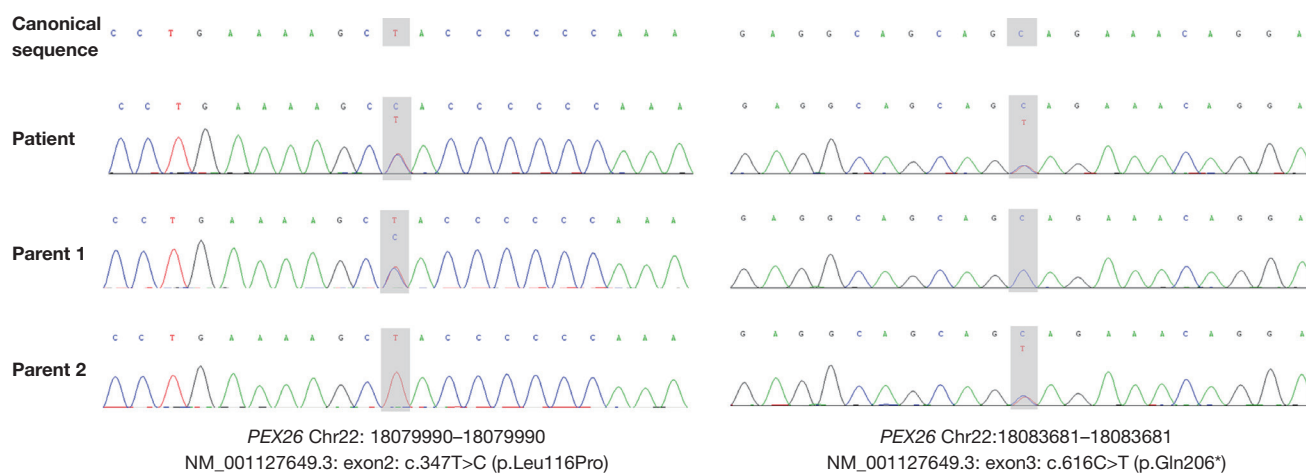 Canonical sequence
C C T G A A A A G C T A C C C C C C A A A
G A G G C A G C A G C A G A A A C A G G A
Patient
C C T G A A A A G C C A C C C C C C A A A
T
G A G G C A G C A G C A G A A A C A G G A
T
Parent 1
C C T G A A A A G C T A C C C C C C A A A
C
G A G G C A G C A G C A G A A A C A G G A
Parent 2
C C T G A A A A G C T A C C C C C C A A A
G A G G C A G C A G C A G A A A C A G G A
T
PEX26 Chr22: 18079990–18079990
NM_001127649.3: exon2: c.347T>C (p.Leu116Pro)
PEX26 Chr22:18083681–18083681
NM_001127649.3: exon3: c.616C>T (p.Gln206*)